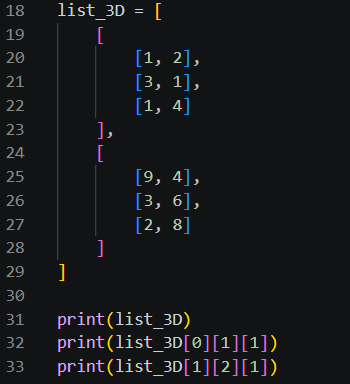 18 list_3D = [
19     [
20         [1, 2],
21         [3, 1],
22         [1, 4]
23     ],
24     [
25         [9, 4],
26         [3, 6],
27         [2, 8]
28     ]
29 ]
30
31 print(list_3D)
32 print(list_3D[0][1][1])
33 print(list_3D[1][2][1])